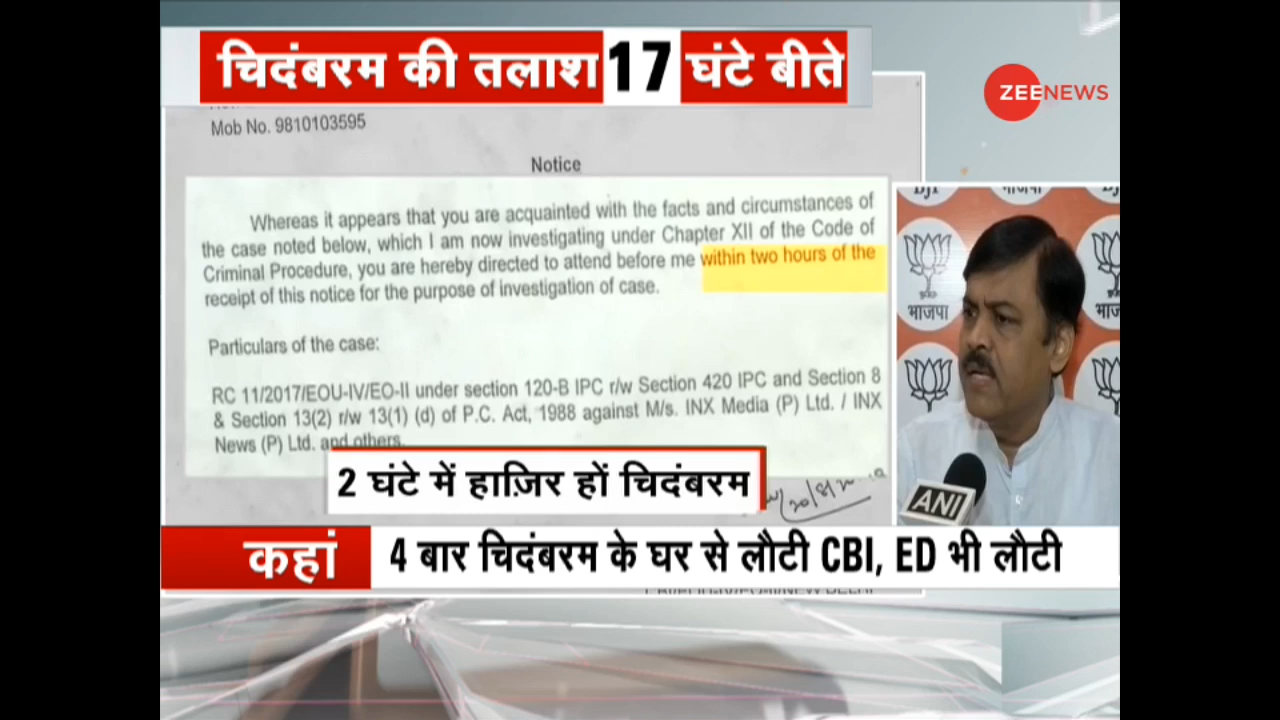 चिदंबरम की तलाश 17 घंटे बीते
ZEENEWS
Mob No. 9810103595
Notice
Whereas it appears that you are acquainted with the facts and circumstances of
the case noted below, which I am now investigating under Chapter XII of the Code of
Criminal Procedure, you are hereby directed to attend before me within two hours of the
receipt of this notice for the purpose of investigation of case.
Particulars of the case:
RC 11/2017/EOU-IV/EO-II under section 120-B IPC r/w Section 420 IPC and Section 8
& Section 13(2) r/w 13(1) (d) of P.C. Act, 1988 against M/s. INX Media (P) Ltd. / INX
News (P) Ltd. and others.
भाजपा
ANI
2 घंटे में हाज़िर हों चिदंबरम
कहां
4 बार चिदंबरम के घर से लौटी CBI, ED भी लौटी